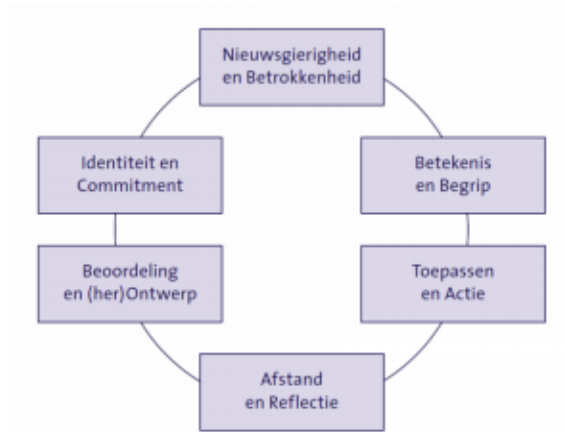 Nieuwsgierigheid
en Betrokkenheid
Identiteit en
Commitment
Betekenis
en Begrip
Beoordeling
en (her)Ontwerp
Toepassen
en Actie
Afstand
en Reflectie